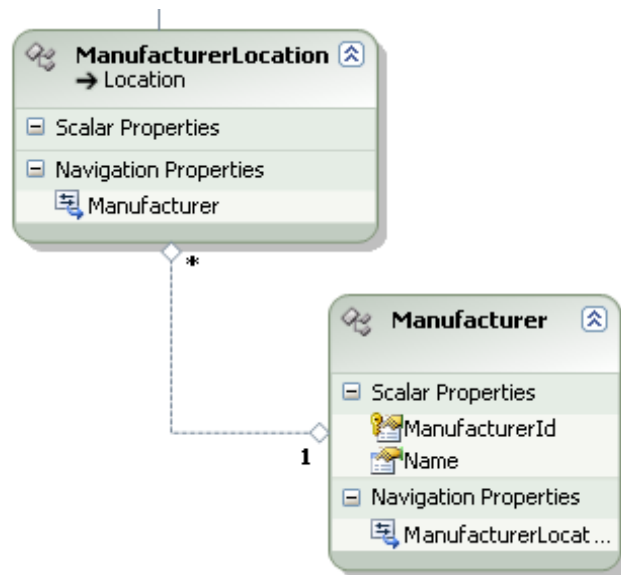 ManufacturerLocation
→ Location
Scalar Properties
Navigation Properties
Manufacturer
*
1
Manufacturer
Scalar Properties
ManufacturerId
Name
Navigation Properties
ManufacturerLocat...